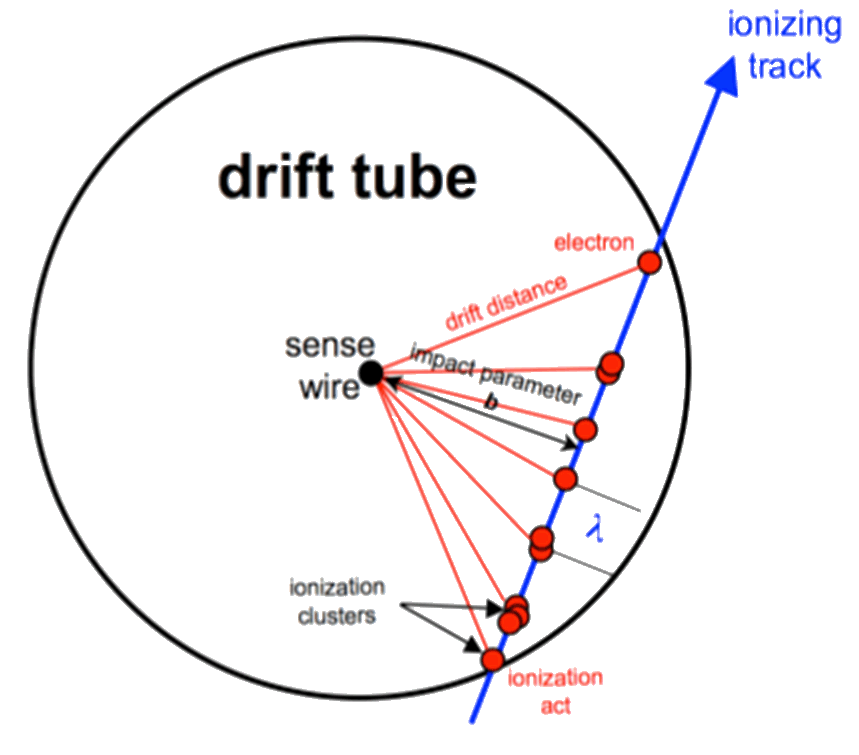 ionizing
track
drift tube
electron
drift distance
sense
wire
impact parameter
b
λ
ionization
clusters
ionization
act